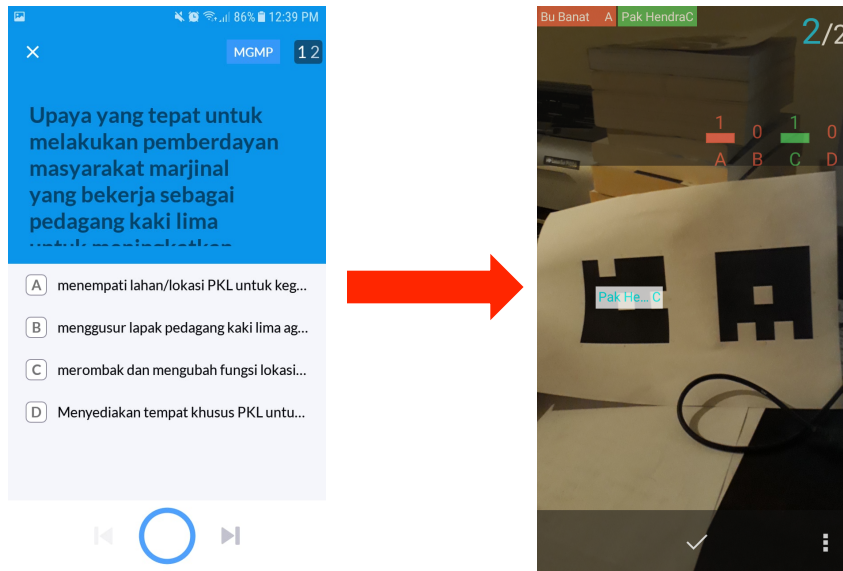 86% 12:39 PM
MGMP 1 2
Upaya yang tepat untuk
melakukan pemberdayan
masyarakat marjinal
yang bekerja sebagai
pedagang kaki lima
untuk meningkatkan
A menempati lahan/lokasi PKL untuk keg...
B menggusur lapak pedagang kaki lima ag...
C merombak dan mengubah fungsi lokasi...
D Menyediakan tempat khusus PKL untu...
Bu Banat A Pak HendraC
2/2
1 0 1 0
A B C D
Pak He... C